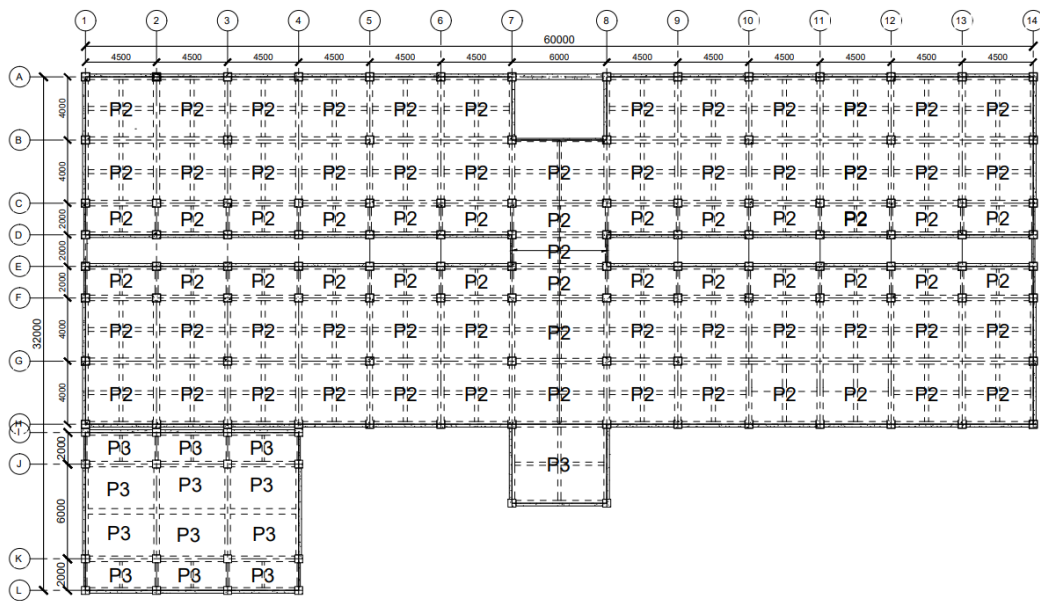 1 2 3 4 5 6 7 8 9 10 11 12 13 14
60000
4500 4500 4500 4500 4500 4500 6000 4500 4500 4500 4500 4500 4500
A
4000 P2 P2 P2 P2 P2 P2 P2 P2 P2 P2 P2 P2
B
4000 P2 P2 P2 P2 P2 P2 P2 P2 P2 P2 P2 P2 P2
C
2000 P2 P2 P2 P2 P2 P2 P2 P2 P2 P2 P2 P2 P2
D
2000 P2
E
2000 P2 P2 P2 P2 P2 P2 P2 P2 P2 P2 P2 P2 P2
F
32000
4000 P2 P2 P2 P2 P2 P2 P2 P2 P2 P2 P2 P2 P2
G
4000 P2 P2 P2 P2 P2 P2 P2 P2 P2 P2 P2 P2 P2
H
I
2000 P3 P3 P3
J P3
6000 P3 P3 P3
P3 P3 P3
K
2000 P3 P3 P3
L